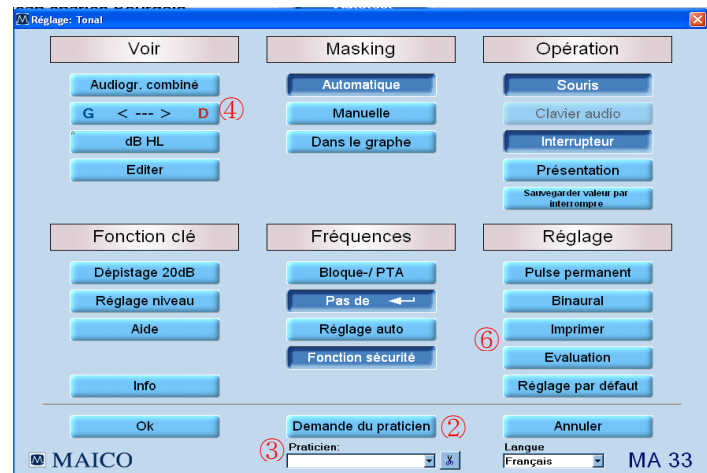 Réglage: Tonal
Voir
Masking
Opération
Audiogr. combiné
Automatique
Souris
G < --- > D ④
Manuelle
Clavier audio
dB HL
Dans le graphe
Interrupteur
Editer
Présentation
Sauvegarder valeur par
interrompre
Fonction clé
Fréquences
Réglage
Dépistage 20dB
Bloque-/ PTA
Pulse permanent
Réglage niveau
Pas de
Binaural
Aide
Réglage auto
Imprimer
⑥
Fonction sécurité
Evaluation
Info
Réglage par défaut
Ok
Demande du praticien ②
Annuler
③ Praticien:
Langue
Français
MAICO
MA 33